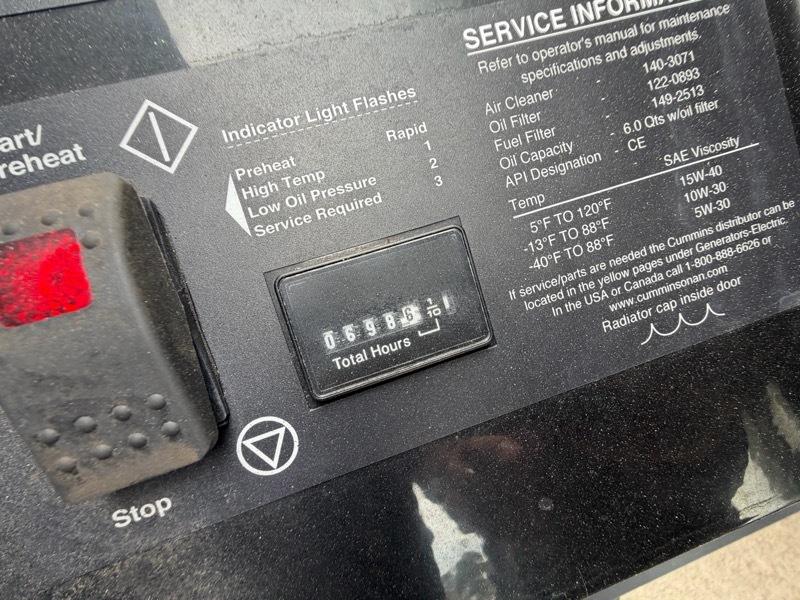 art/
reheat
Stop
Indicator Light Flashes
Preheat Rapid
High Temp 1
Low Oil Pressure 2
Service Required 3
0698
Total Hours
1/10
SERVICE INFORMA
Refer to operator's manual for maintenance
specifications and adjustments.
Air Cleaner - 140-3071
Oil Filter - 122-0893
Fuel Filter - 149-2513
Oil Capacity - 6.0 Qts w/oil filter
API Designation - CE
Temp SAE Viscosity
5°F TO 120°F 15W-40
-13°F TO 88°F 10W-30
-40°F TO 88°F 5W-30
If service/parts are needed the Cummins distributor can be
located in the yellow pages under Generators-Electric.
In the USA or Canada call 1-800-888-6626 or
www.cumminsonan.com
Radiator cap inside door